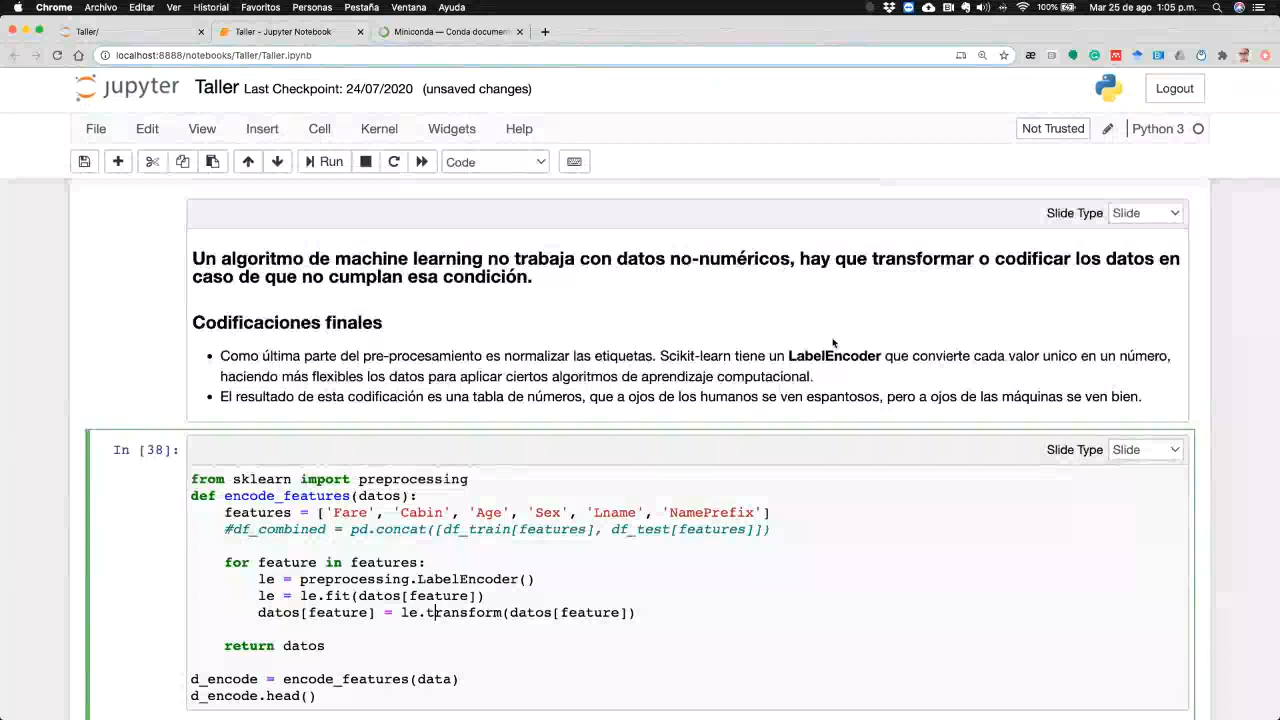 Chrome Archivo Editar Ver Historial Favoritos Personas Pestaña Ventana Ayuda 100% Mar 25 de ago 1:05 p.m.
Taller/ × Taller - Jupyter Notebook × Miniconda — Conda document × +
localhost:8888/notebooks/Taller/Taller.ipynb
jupyter Taller Last Checkpoint: 24/07/2020 (unsaved changes) Logout
File Edit View Insert Cell Kernel Widgets Help Not Trusted Python 3
Run Code
Slide Type Slide
Un algoritmo de machine learning no trabaja con datos no-numéricos, hay que transformar o codificar los datos en
caso de que no cumplan esa condición.
Codificaciones finales
• Como última parte del pre-procesamiento es normalizar las etiquetas. Scikit-learn tiene un LabelEncoder que convierte cada valor unico en un número,
haciendo más flexibles los datos para aplicar ciertos algoritmos de aprendizaje computacional.
• El resultado de esta codificación es una tabla de números, que a ojos de los humanos se ven espantosos, pero a ojos de las máquinas se ven bien.
In [38]: Slide Type Slide
from sklearn import preprocessing
def encode_features(datos):
features = ['Fare', 'Cabin', 'Age', 'Sex', 'Lname', 'NamePrefix']
#df_combined = pd.concat([df_train[features], df_test[features]])
for feature in features:
le = preprocessing.LabelEncoder()
le = le.fit(datos[feature])
datos[feature] = le.transform(datos[feature])
return datos
d_encode = encode_features(data)
d_encode.head()